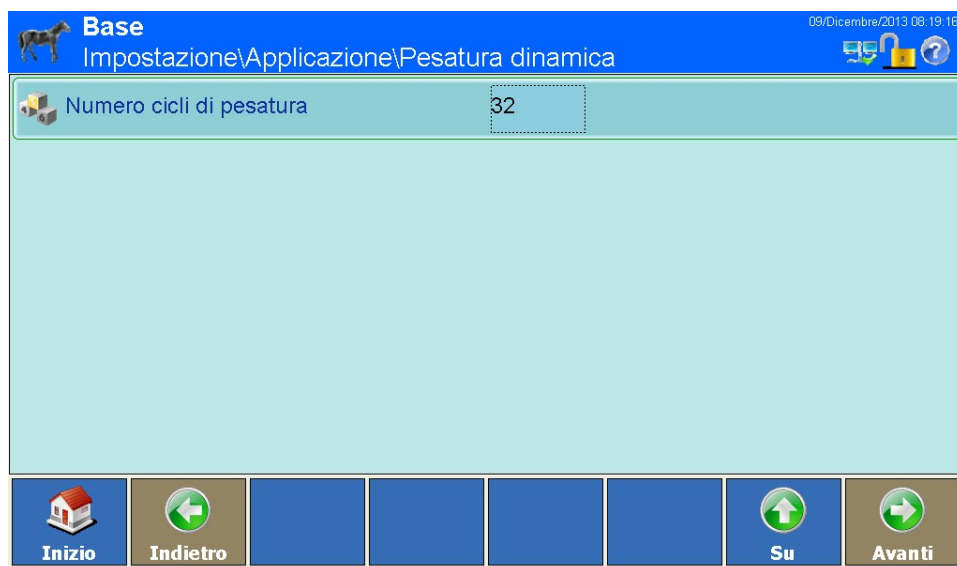 Base
09/Dicembre/2013 08:19:16
Impostazione\Applicazione\Pesatura dinamica
Numero cicli di pesatura 32
Inizio Indietro Su Avanti